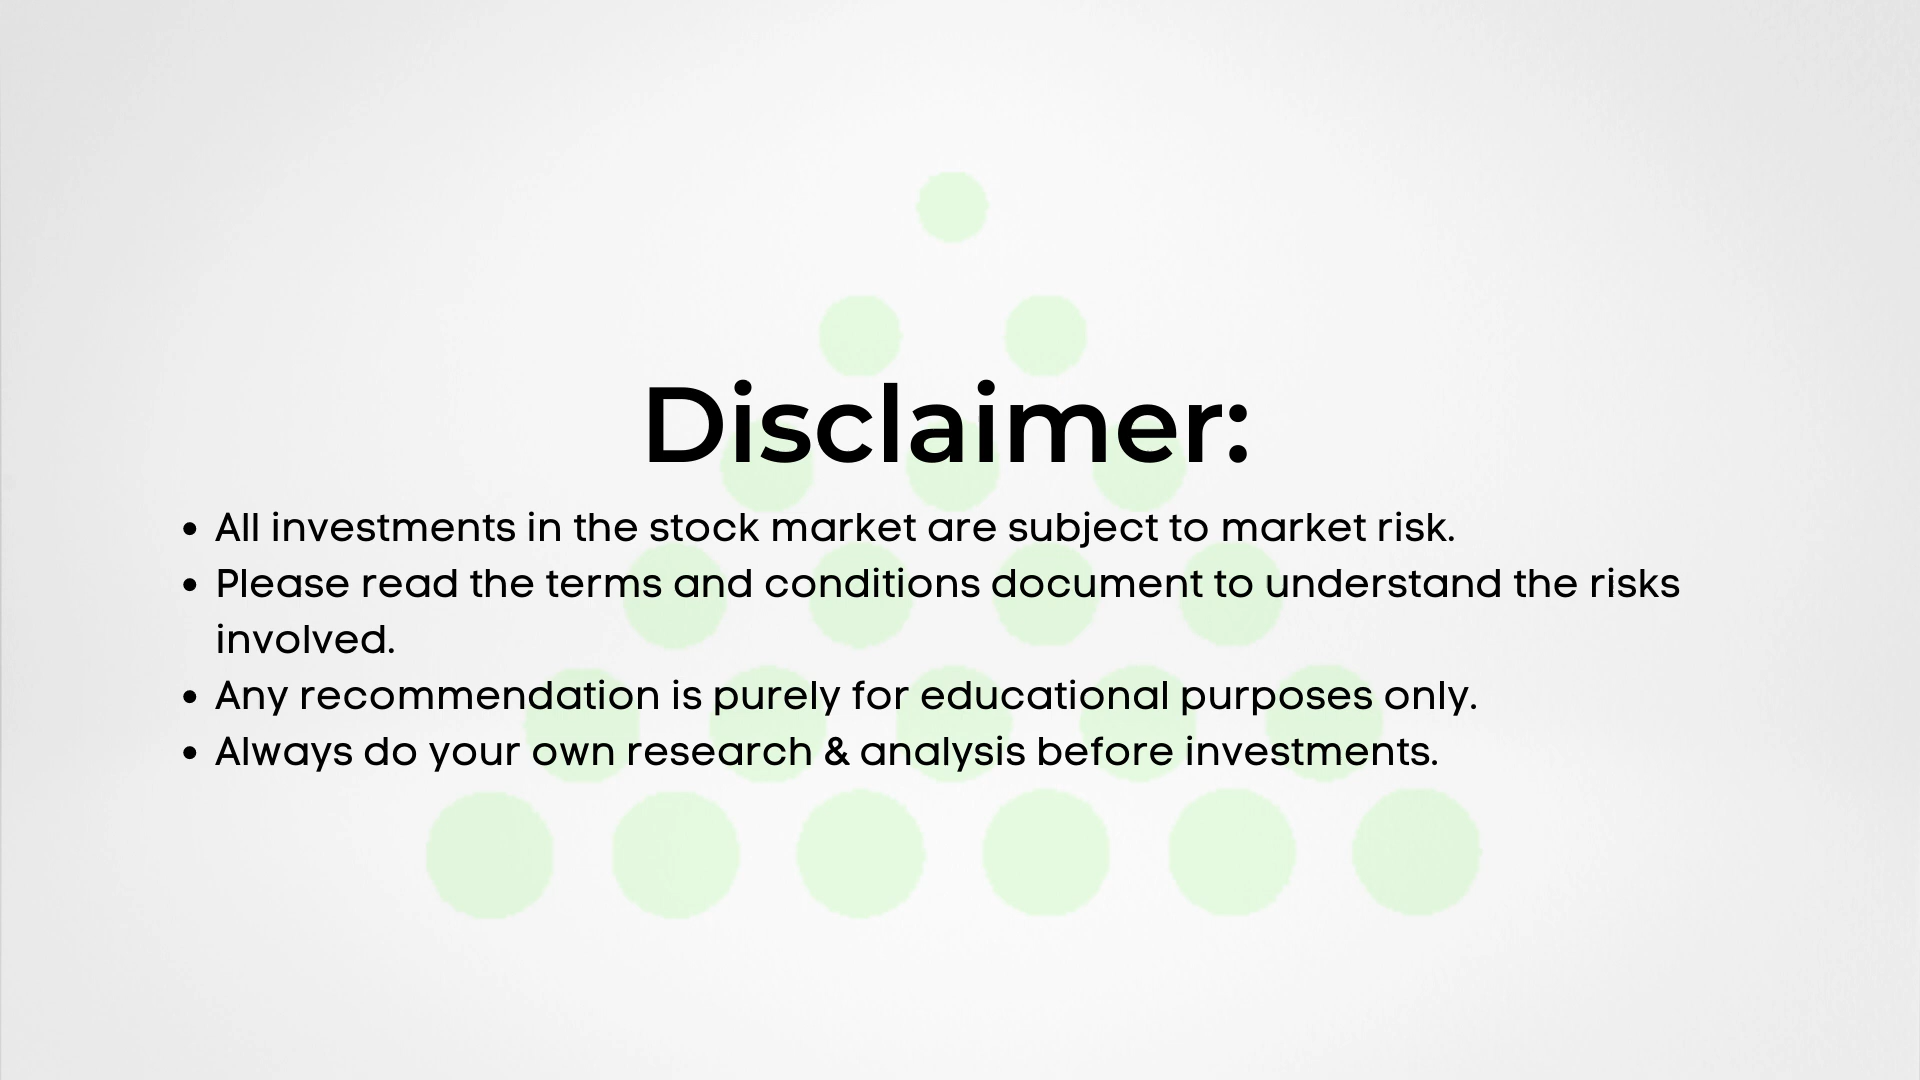 Disclaimer:
• All investments in the stock market are subject to market risk.
• Please read the terms and conditions document to understand the risks
involved.
• Any recommendation is purely for educational purposes only.
• Always do your own research & analysis before investments.